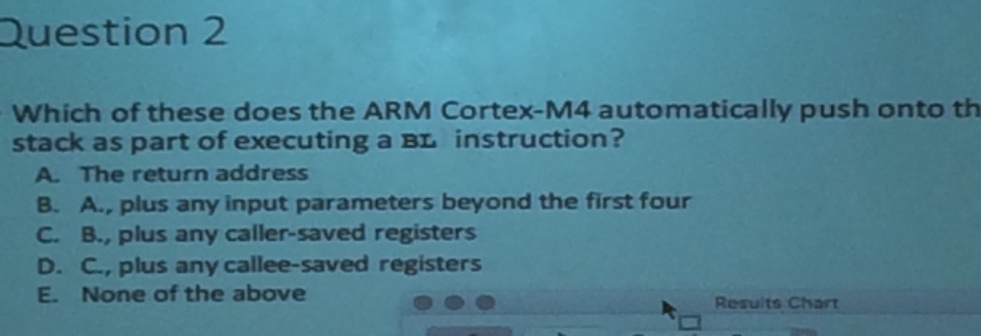 Question 2
Which of these does the ARM Cortex-M4 automatically push onto th
stack as part of executing a BL instruction?
A. The return address
B. A., plus any input parameters beyond the first four
C. B., plus any caller-saved registers
D. C., plus any callee-saved registers
E. None of the above
Results Chart